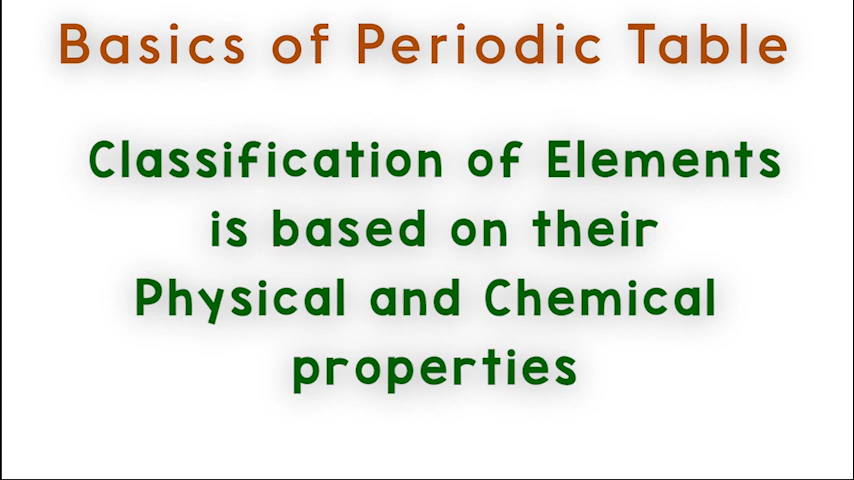 Basics of Periodic Table
Classification of Elements
is based on their
Physical and Chemical
properties